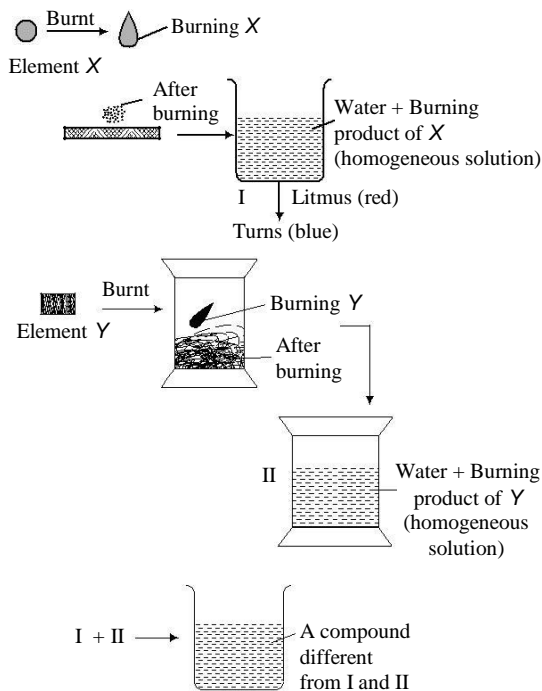 Burnt
Burning X
Element X
After
burning
Water + Burning
product of X
(homogeneous solution)
I
Litmus (red)
Turns (blue)
Burnt
Element Y
Burning Y
After
burning
II
Water + Burning
product of Y
(homogeneous
solution)
I + II
A compound
different
from I and II